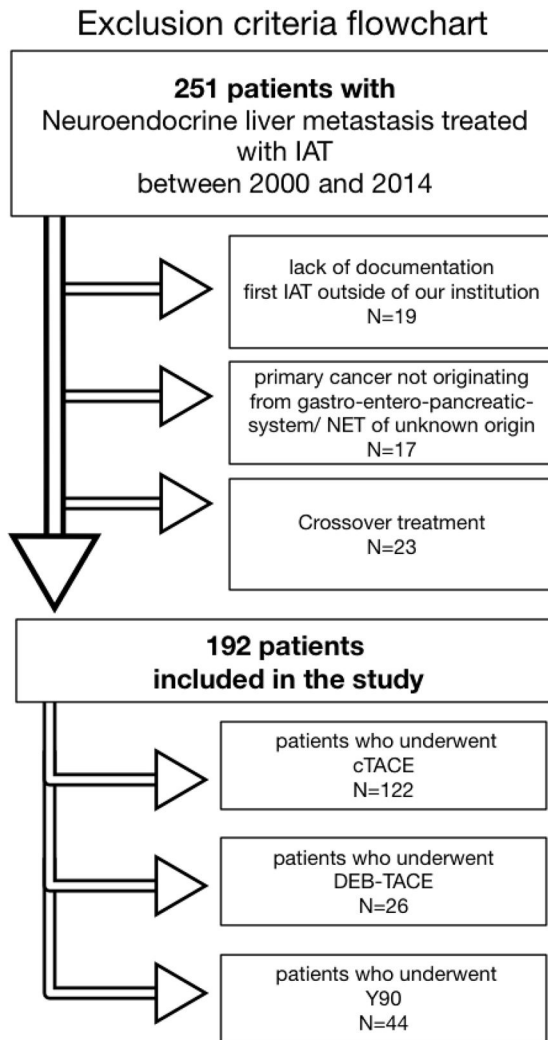 Exclusion criteria flowchart
251 patients with
Neuroendocrine liver metastasis treated
with IAT
between 2000 and 2014
lack of documentation
first IAT outside of our institution
N=19
primary cancer not originating
from gastro-entero-pancreatic-
system/ NET of unknown origin
N=17
Crossover treatment
N=23
192 patients
included in the study
patients who underwent
cTACE
N=122
patients who underwent
DEB-TACE
N=26
patients who underwent
Y90
N=44